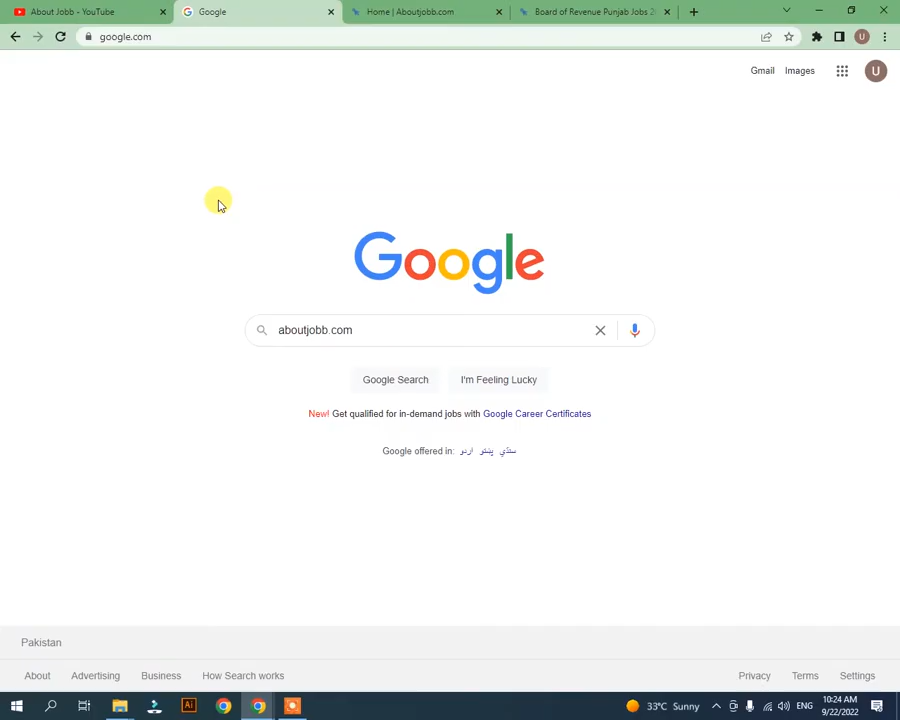 About Jobb - YouTube
Google
Home | Aboutjobb.com
Board of Revenue Punjab Jobs 2
google.com
U
Gmail Images U
Google
aboutjobb.com
Google Search I'm Feeling Lucky
New! Get qualified for in-demand jobs with Google Career Certificates
Google offered in: اردو پښتو سنڌي
Pakistan
About Advertising Business How Search works Privacy Terms Settings
Ai 33°C Sunny ENG 10:24 AM
9/22/2022